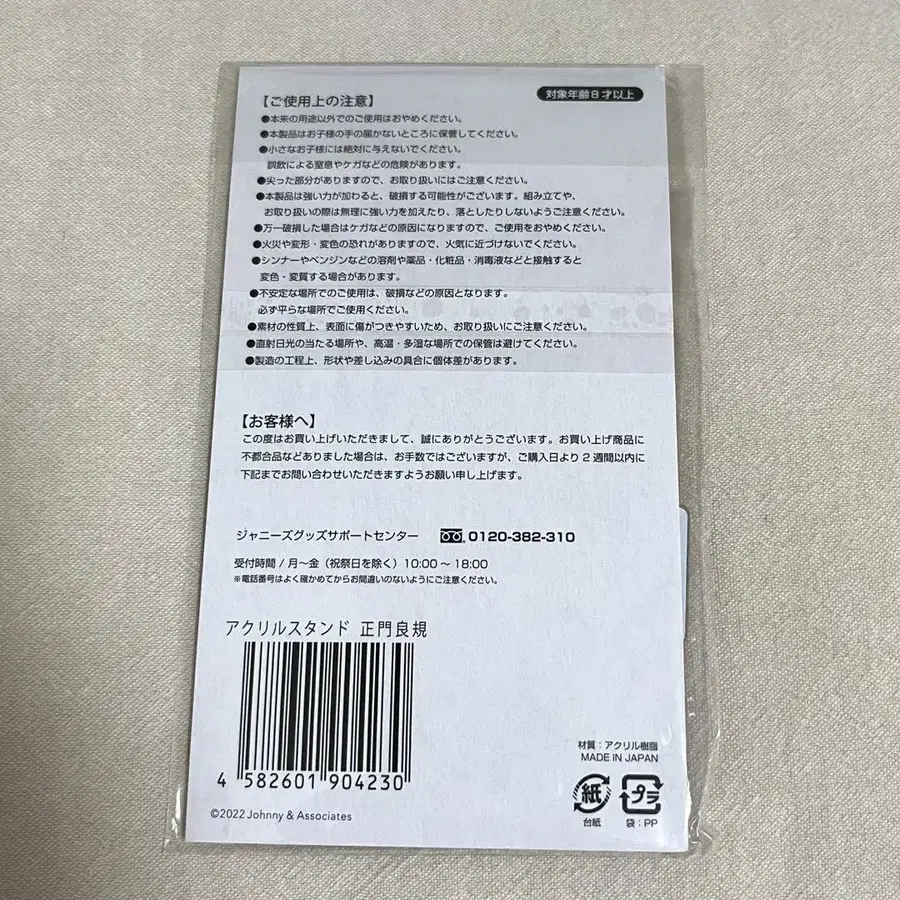 【ご使用上の注意】
対象年齢8才以上
●本来の用途以外でのご使用はおやめください。
●本製品はお子様の手の届かないところに保管してください。
●小さなお子様には絶対に与えないでください。
誤飲による窒息やケガなどの危険があります。
●尖った部分がありますので、お取り扱いにはご注意ください。
●本製品は強い力が加わると、破損する可能性がございます。組み立てや、
お取り扱いの際は無理に強い力を加えたり、落としたりしないようご注意ください。
●万一破損した場合はケガなどの原因になりますので、ご使用をおやめください。
●火災や変形・変色の恐れがありますので、火気に近づけないでください。
●シンナーやベンジンなどの溶剤や薬品・化粧品・消毒液などと接触すると
変色・変質する場合があります。
●不安定な場所でのご使用は、破損などの原因となります。
必ず平らな場所でご使用ください。
●素材の性質上、表面に傷がつきやすいため、お取り扱いにご注意ください。
●直射日光の当たる場所や、高温・多湿な場所での保管は避けてください。
●製造の工程上、形状や差し込みの具合に個体差があります。
【お客様へ】
この度はお買い上げいただきまして、誠にありがとうございます。お買い上げ商品に
不都合品などありました場合は、お手数ではございますが、ご購入日より2週間以内に
下記までお問い合わせいただきますようお願い申し上げます。
ジャニーズグッズサポートセンター 0120-382-310
受付時間 / 月〜金（祝祭日を除く）10:00 〜 18:00
※電話番号はよく確かめてからお間違いのないようにご注意ください。
アクリルスタンド 正門良規
4 582601 904230
©2022 Johnny & Associates
材質：アクリル樹脂
MADE IN JAPAN
紙
プラ
台紙
袋：PP